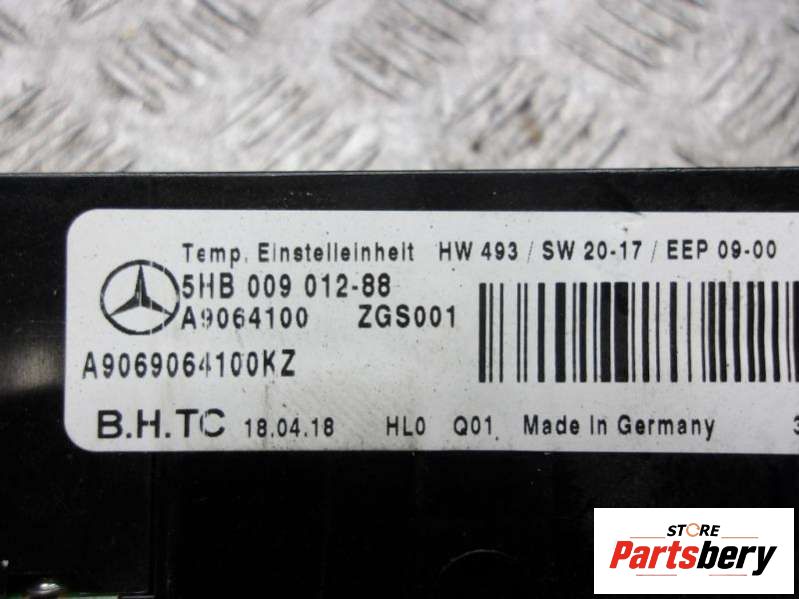 Temp. Einstelleinheit HW 493 / SW 20-17 / EEP 09-00
5HB 009 012-88
A9064100 ZGS001
A9069064100KZ
B.H.TC 18.04.18 HL0 Q01 Made In Germany
STORE
Partsbery